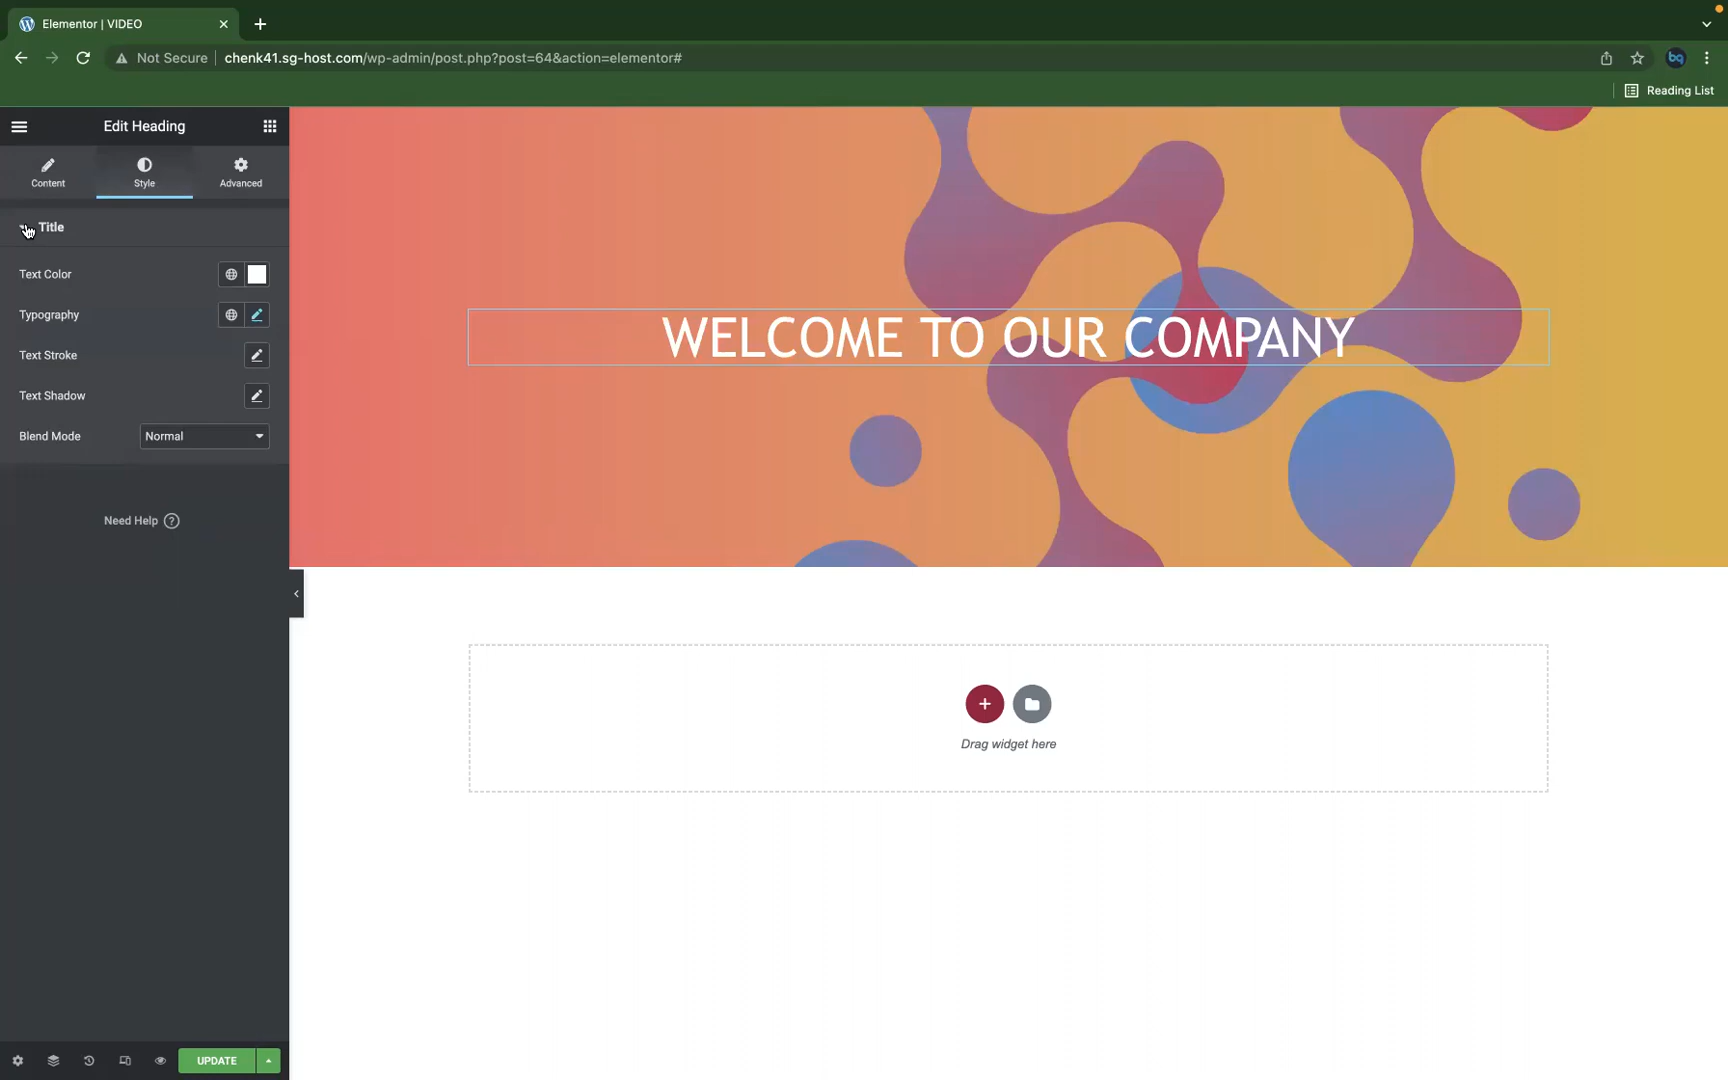 Elementor | VIDEO
Not Secure
chenk41.sg-host.com/wp-admin/post.php?post=64&action=elementor#
bq
Reading List
Edit Heading
Content
Style
Advanced
Title
Text Color
Typography
Text Stroke
Text Shadow
Blend Mode
Normal
Need Help
WELCOME TO OUR COMPANY
Drag widget here
UPDATE